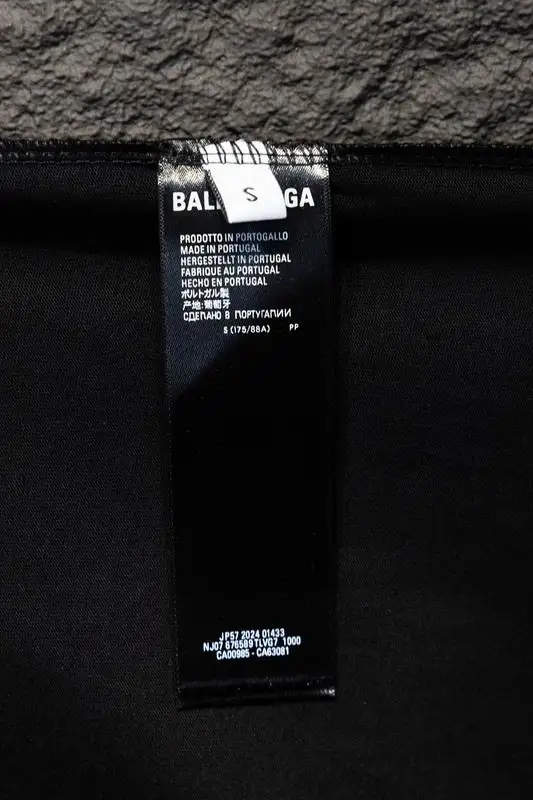 S
BAL GA
PRODOTTO IN PORTOGALLO
MADE IN PORTUGAL
HERGESTELLT IN PORTUGAL
FABRIQUE AU PORTUGAL
HECHO EN PORTUGAL
ポルトガル製
产地:葡萄牙
СДЕЛАНО В ПОРТУГАЛИИ
S (175/88A) PP
JP57 2024 01433
NJ07 676589 TLVG7 1000
CA00985 - CA63081